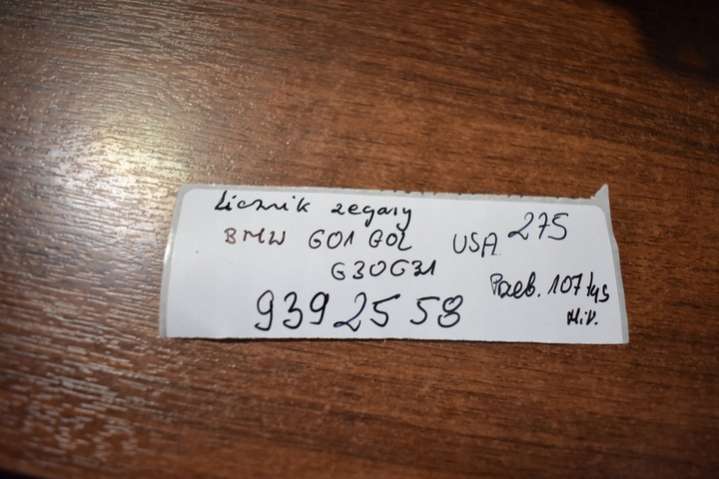 Licznik zegary
BMW G01 G02 USA 275
G30G31
Przeb. 107 tys
9392558
Mil.